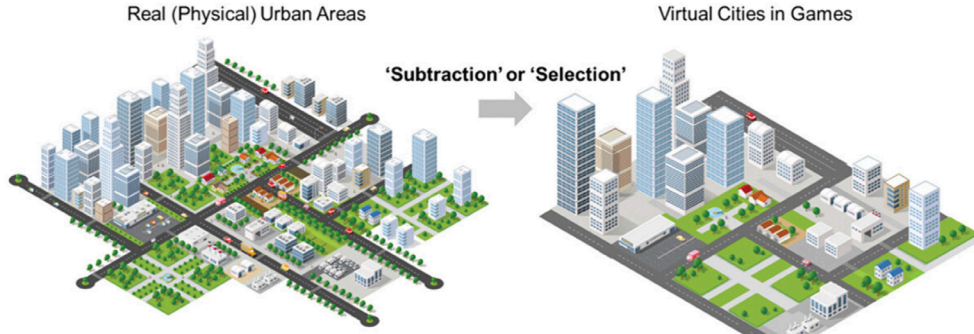 Real (Physical) Urban Areas
Virtual Cities in Games
‘Subtraction’ or ‘Selection’